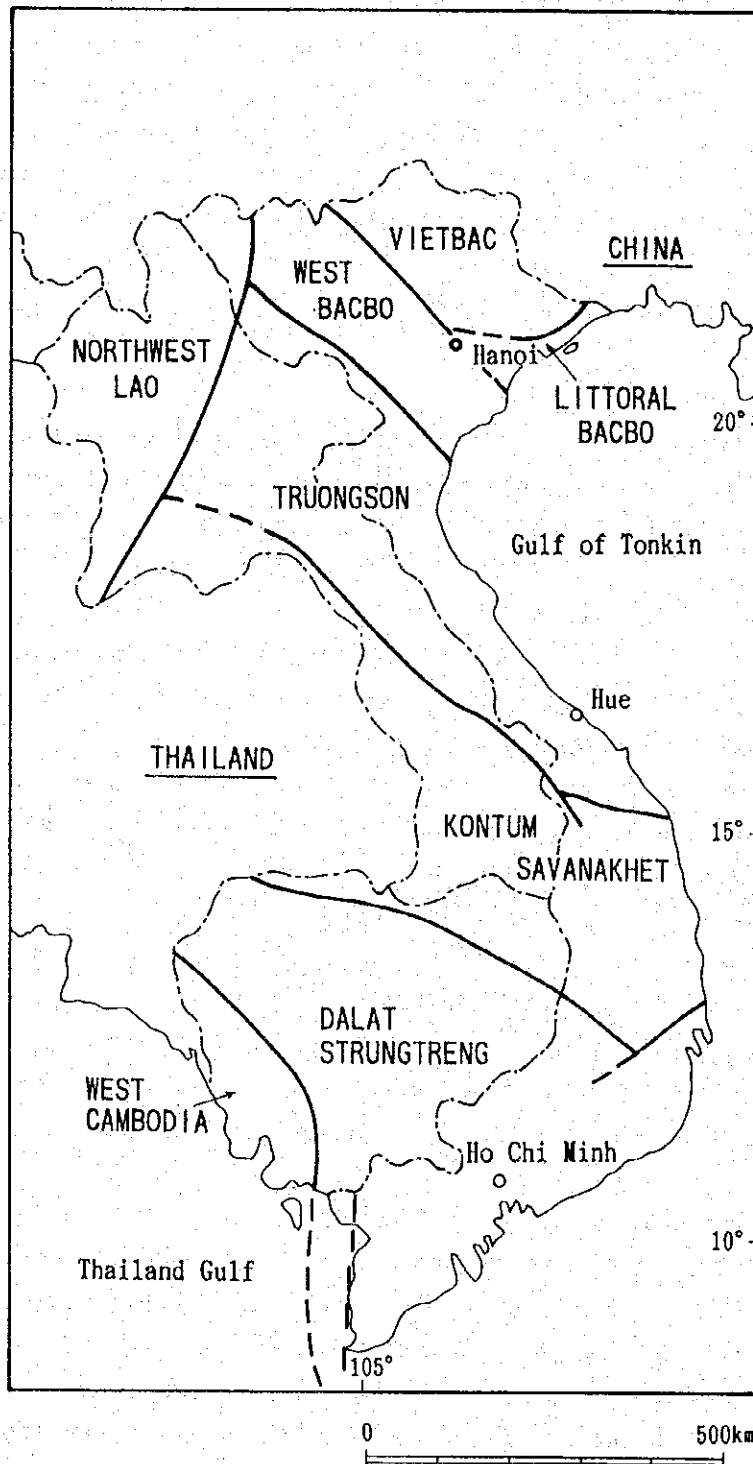 VIETBAC
CHINA
WEST
BACBO
NORTHWEST
LAO
Hanoi
LITTORAL
BACBO
20°
TRUONGSON
Gulf of Tonkin
Hue
THAILAND
KONTUM
15°
SAVANAKHET
DALAT
STRUNGTRENG
WEST
CAMBODIA
Ho Chi Minh
Thailand Gulf
10°
105°
0
500km